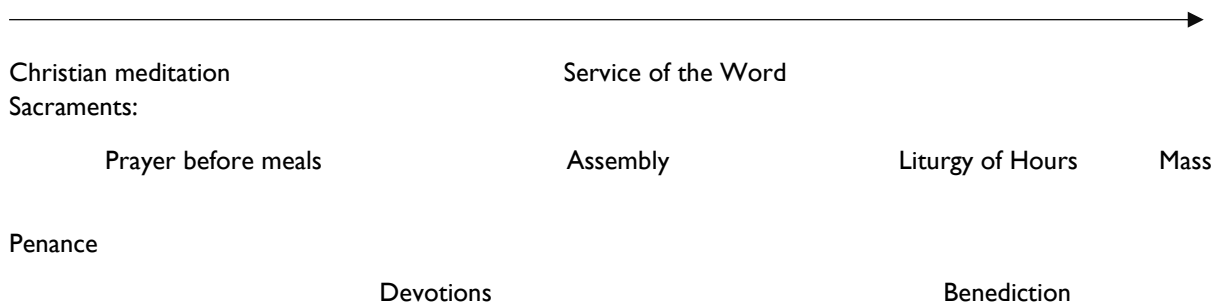 Christian meditation Service of the Word
Sacraments:
Prayer before meals Assembly Liturgy of Hours Mass
Penance
Devotions Benediction